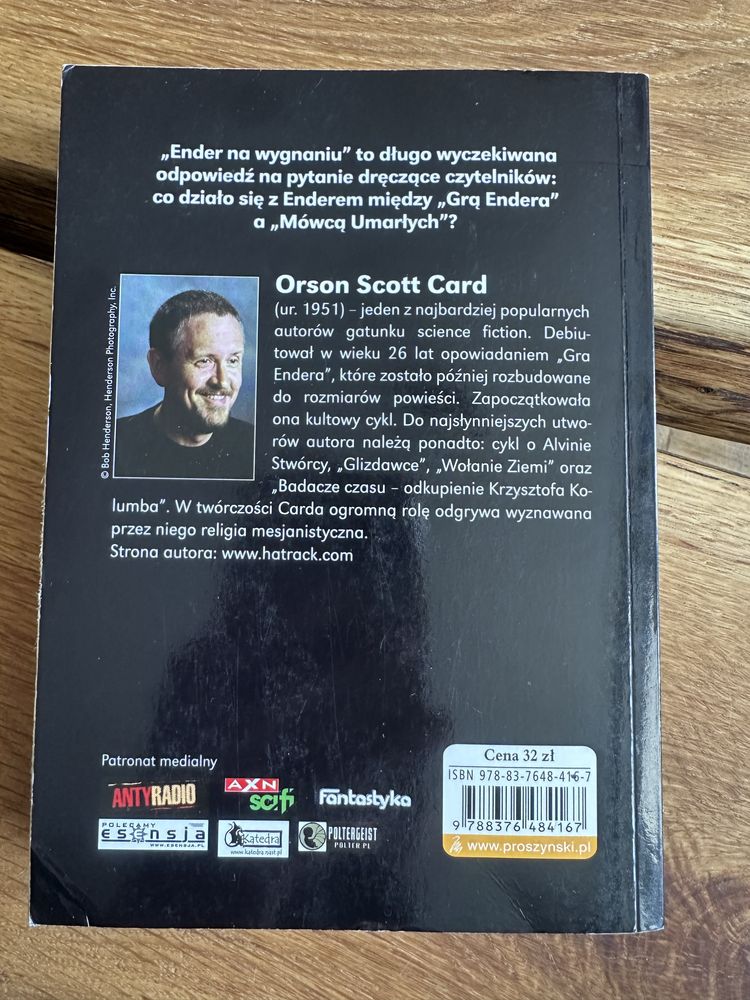 „Ender na wygnaniu” to długo wyczekiwana
odpowiedź na pytanie dręczące czytelników:
co działo się z Enderem między „Grą Endera”
a „Mówcą Umarłych”?
© Bob Henderson, Henderson Photography, Inc.
Orson Scott Card
(ur. 1951) – jeden z najbardziej popularnych
autorów gatunku science fiction. Debiu-
tował w wieku 26 lat opowiadaniem „Gra
Endera”, które zostało później rozbudowane
do rozmiarów powieści. Zapoczątkowała
ona kultowy cykl. Do najsłynniejszych utwo-
rów autora należą ponadto: cykl o Alvinie
Stwórcy, „Glizdawce”, „Wołanie Ziemi” oraz
„Badacze czasu – odkupienie Krzysztofa Ko-
lumba”. W twórczości Carda ogromną rolę odgrywa wyznawana
przez niego religia mesjanistyczna.
Strona autora: www.hatrack.com
Patronat medialny
ANTYRADIO
AXN
sci fi
Fantastyka
POLECAMY
ESENSJA
WWW.ESENSJA.PL
Katedra
www.katedra.nast.pl
POLTERGEIST
POLTER.PL
Cena 32 zł
ISBN 978-83-7648-416-7
9 788376 484167
www.proszynski.pl